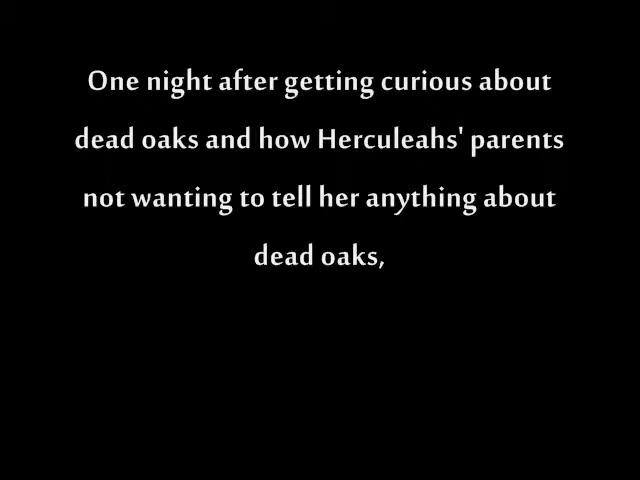 One night after getting curious about
dead oaks and how Herculeahs' parents
not wanting to tell her anything about
dead oaks,